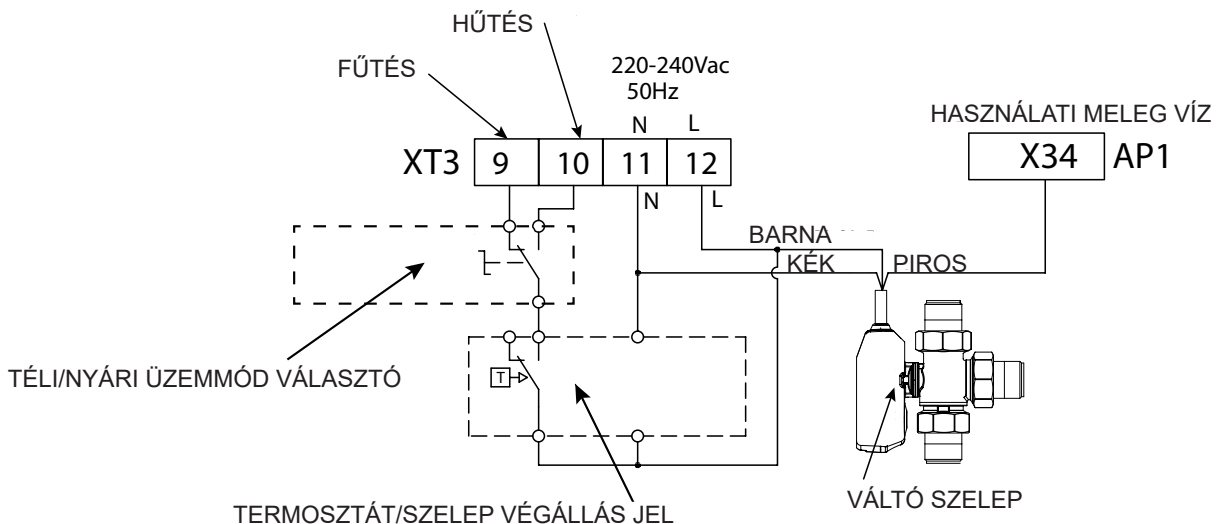 HŰTÉS
FŰTÉS
220-240Vac
50Hz
N L
HASZNÁLATI MELEG VÍZ
XT3 9 10 11 12
X34 AP1
N L
BARNA
KÉK PIROS
TÉLI/NYÁRI ÜZEMMÓD VÁLASZTÓ
T
VÁLTÓ SZELEP
TERMOSZTÁT/SZELEP VÉGÁLLÁS JEL